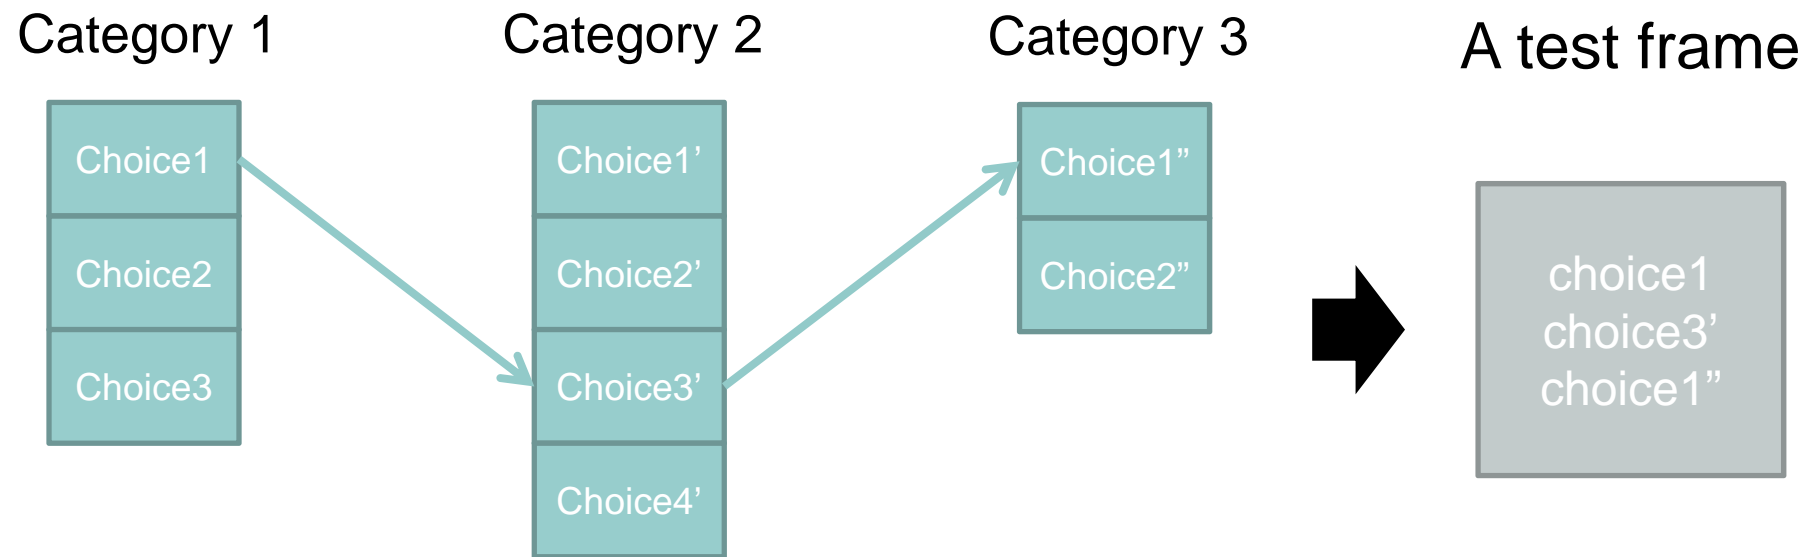 Category 1
Choice1
Choice2
Choice3
Category 2
Choice1’
Choice2’
Choice3’
Choice4’
Category 3
Choice1”
Choice2”
A test frame
choice1
choice3’
choice1”